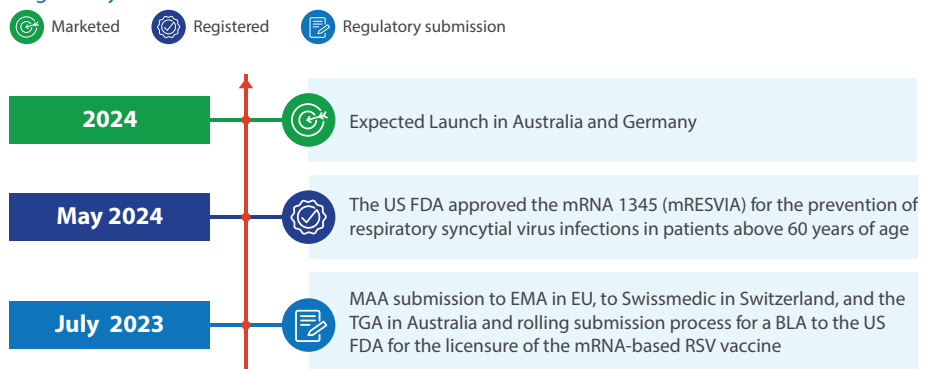 Marketed Registered Regulatory submission
2024
Expected Launch in Australia and Germany
May 2024
The US FDA approved the mRNA 1345 (mRESVIA) for the prevention of
respiratory syncytial virus infections in patients above 60 years of age
July 2023
MAA submission to EMA in EU, to Swissmedic in Switzerland, and the
TGA in Australia and rolling submission process for a BLA to the US
FDA for the licensure of the mRNA-based RSV vaccine